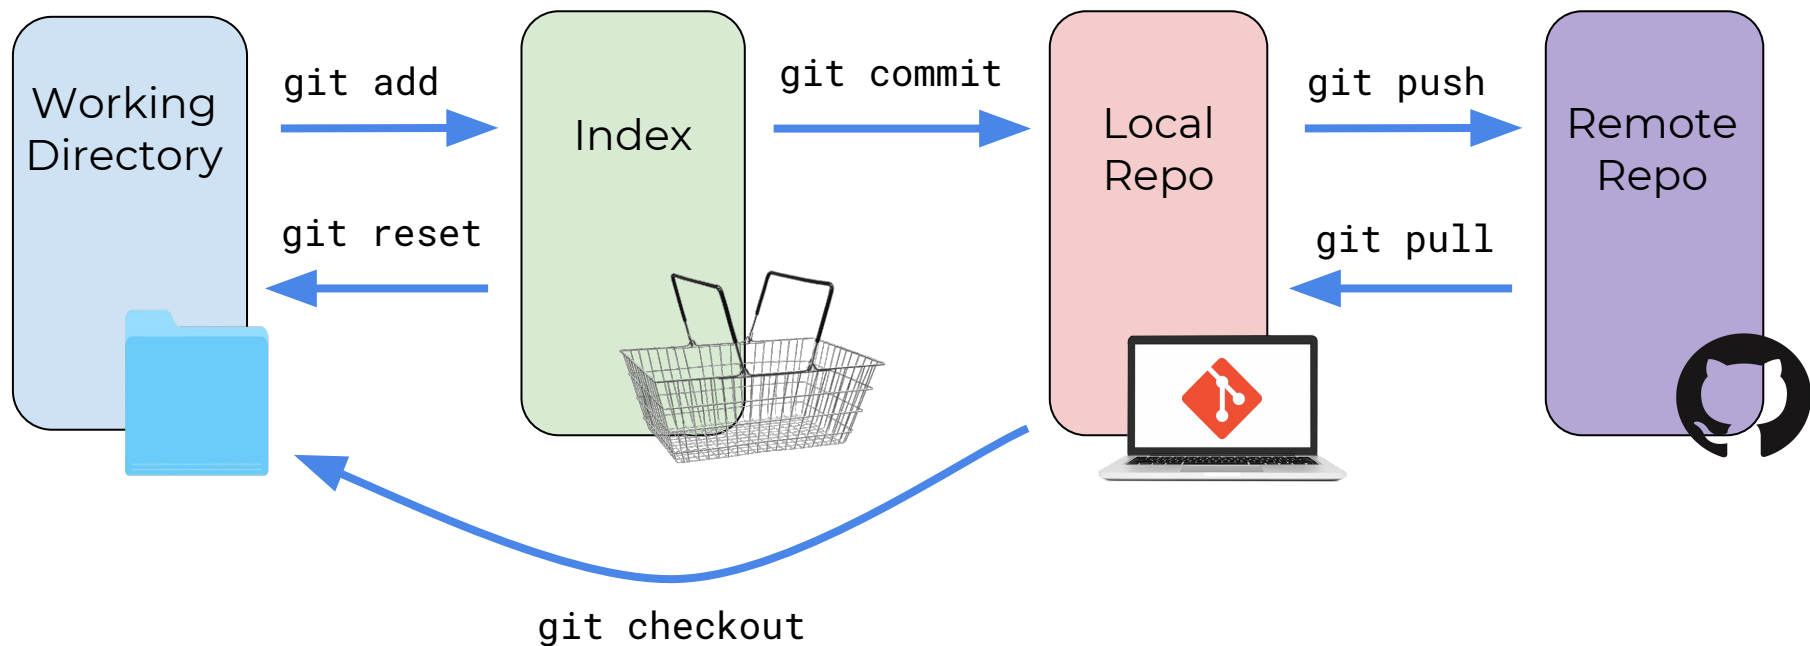 Working
Directory
git add
Index
git commit
Local
Repo
git push
Remote
Repo
git reset
git pull
git checkout